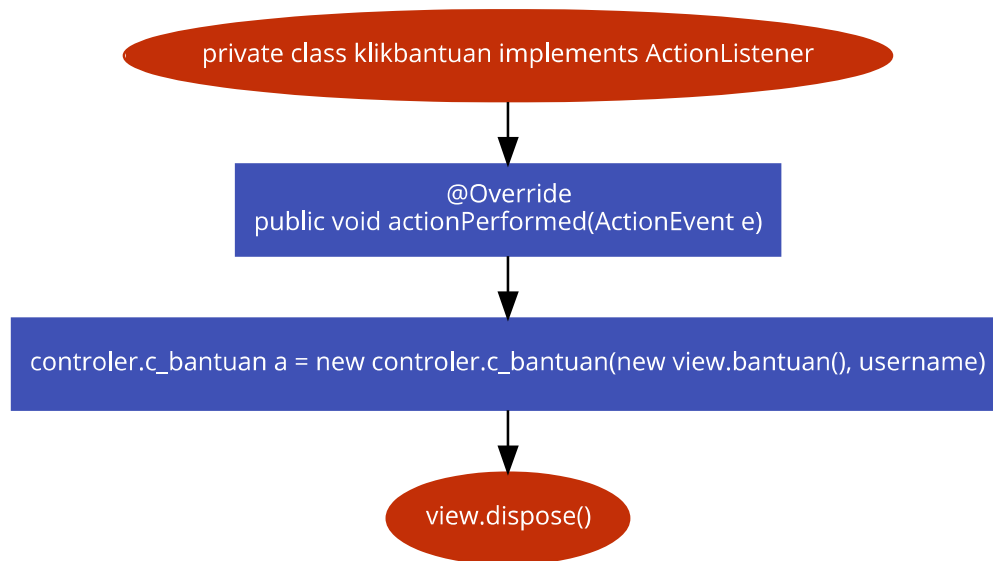 private class klikbantuan implements ActionListener
@Override
public void actionPerformed(ActionEvent e)
controler.c_bantuan a = new controler.c_bantuan(new view.bantuan(), username)
view.dispose()